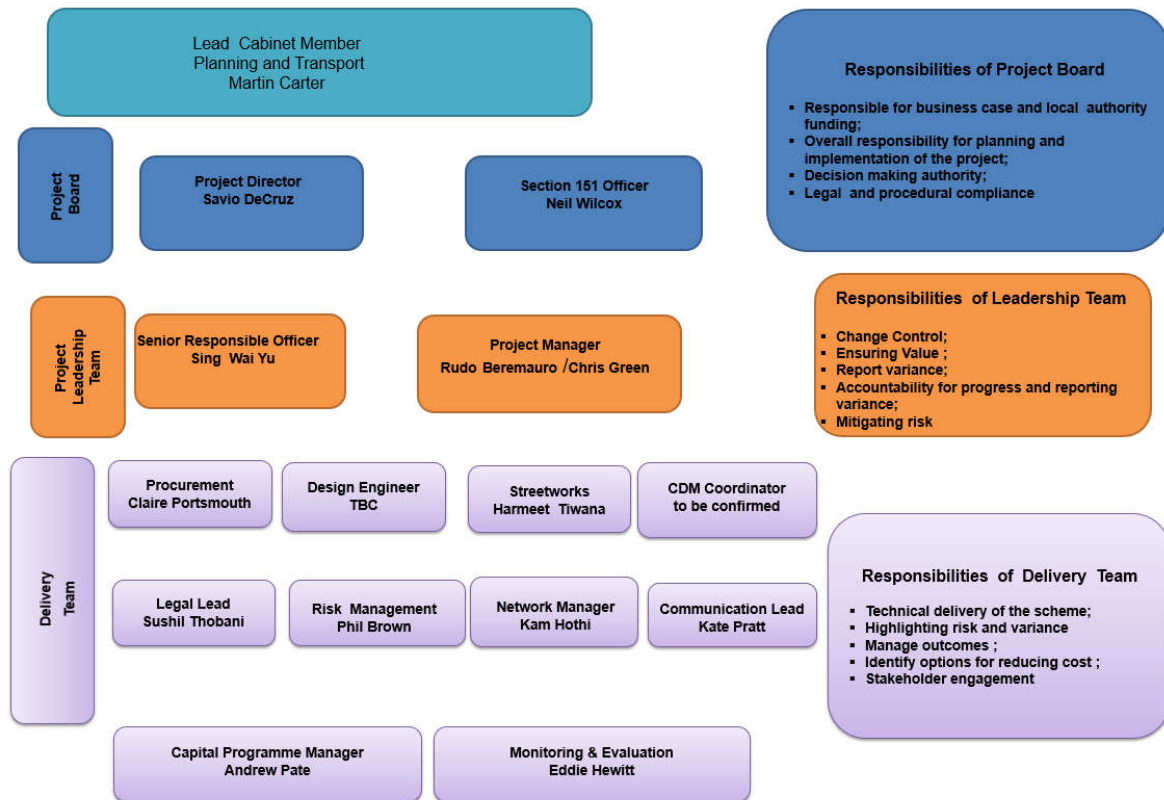 Lead Cabinet Member
Planning and Transport
Martin Carter
Responsibilities of Project Board
▪ Responsible for business case and local authority
funding;
▪ Overall responsibility for planning and
implementation of the project;
▪ Decision making authority;
▪ Legal and procedural compliance
Project
Board
Project Director
Savio DeCruz
Section 151 Officer
Neil Wilcox
Project
Leadership
Team
Senior Responsible Officer
Sing Wai Yu
Project Manager
Rudo Beremauro /Chris Green
Responsibilities of Leadership Team
▪ Change Control;
▪ Ensuring Value ;
▪ Report variance;
▪ Accountability for progress and reporting
variance;
▪ Mitigating risk
Delivery
Team
Procurement
Claire Portsmouth
Design Engineer
TBC
Streetworks
Harmeet Tiwana
CDM Coordinator
to be confirmed
Legal Lead
Sushil Thobani
Risk Management
Phil Brown
Network Manager
Kam Hothi
Communication Lead
Kate Pratt
Responsibilities of Delivery Team
▪ Technical delivery of the scheme;
▪ Highlighting risk and variance
▪ Manage outcomes ;
▪ Identify options for reducing cost ;
▪ Stakeholder engagement
Capital Programme Manager
Andrew Pate
Monitoring & Evaluation
Eddie Hewitt